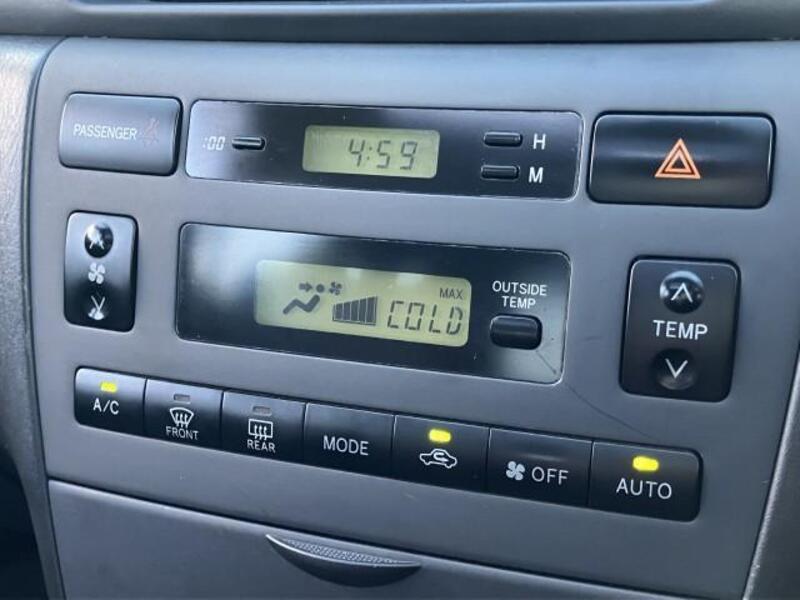 PASSENGER
:00
4:59
H
M
MAX
COLD
OUTSIDE
TEMP
TEMP
A/C
FRONT
REAR
MODE
OFF
AUTO